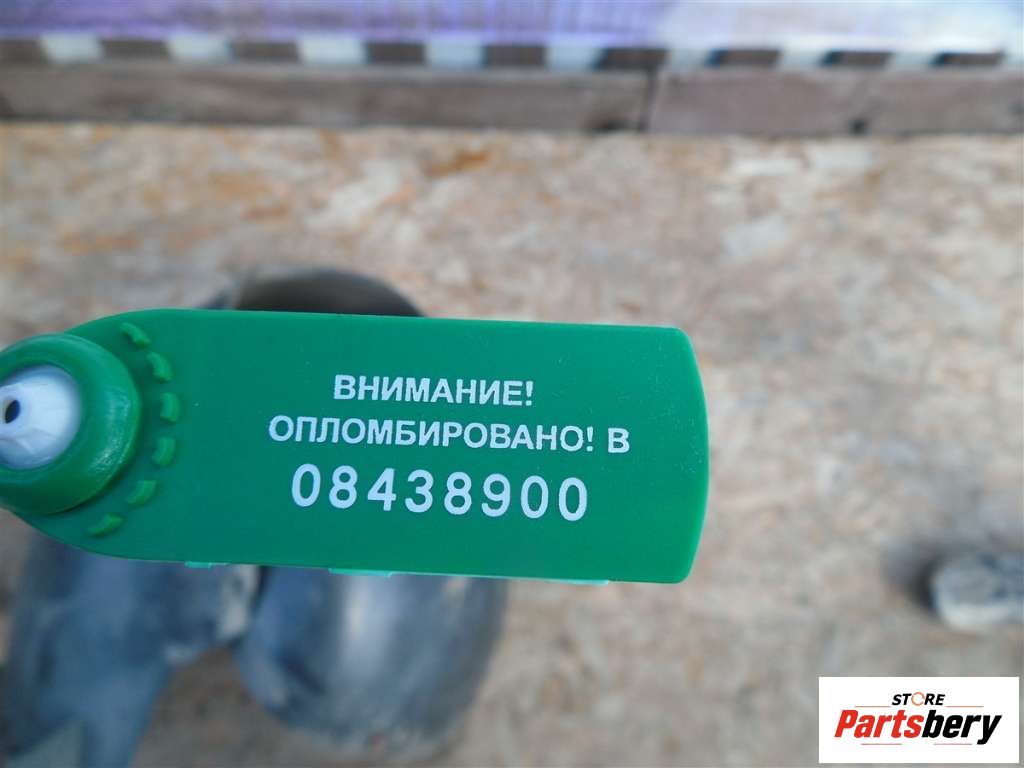 ВНИМАНИЕ!
ОПЛОМБИРОВАНО! В
08438900
STORE
Partsbery